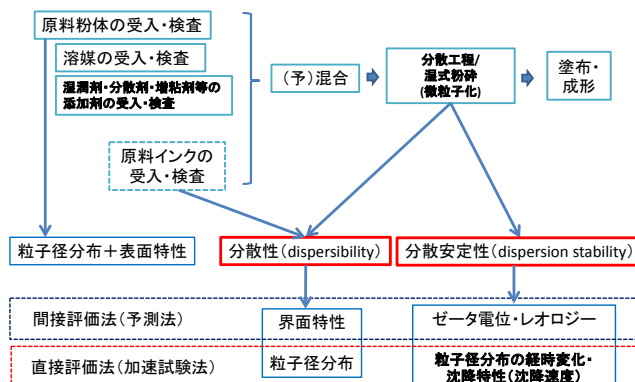 原料粉体の受入・検査
溶媒の受入・検査
湿潤剤・分散剤・増粘剤等の
添加剤の受入・検査
(予)混合
分散工程/
湿式粉砕
(微粒子化)
塗布・
成形
原料インクの
受入・検査
粒子径分布＋表面特性
分散性(dispersibility)
分散安定性(dispersion stability)
間接評価法(予測法)
界面特性
ゼータ電位・レオロジー
直接評価法(加速試験法)
粒子径分布
粒子径分布の経時変化・
沈降特性(沈降速度)